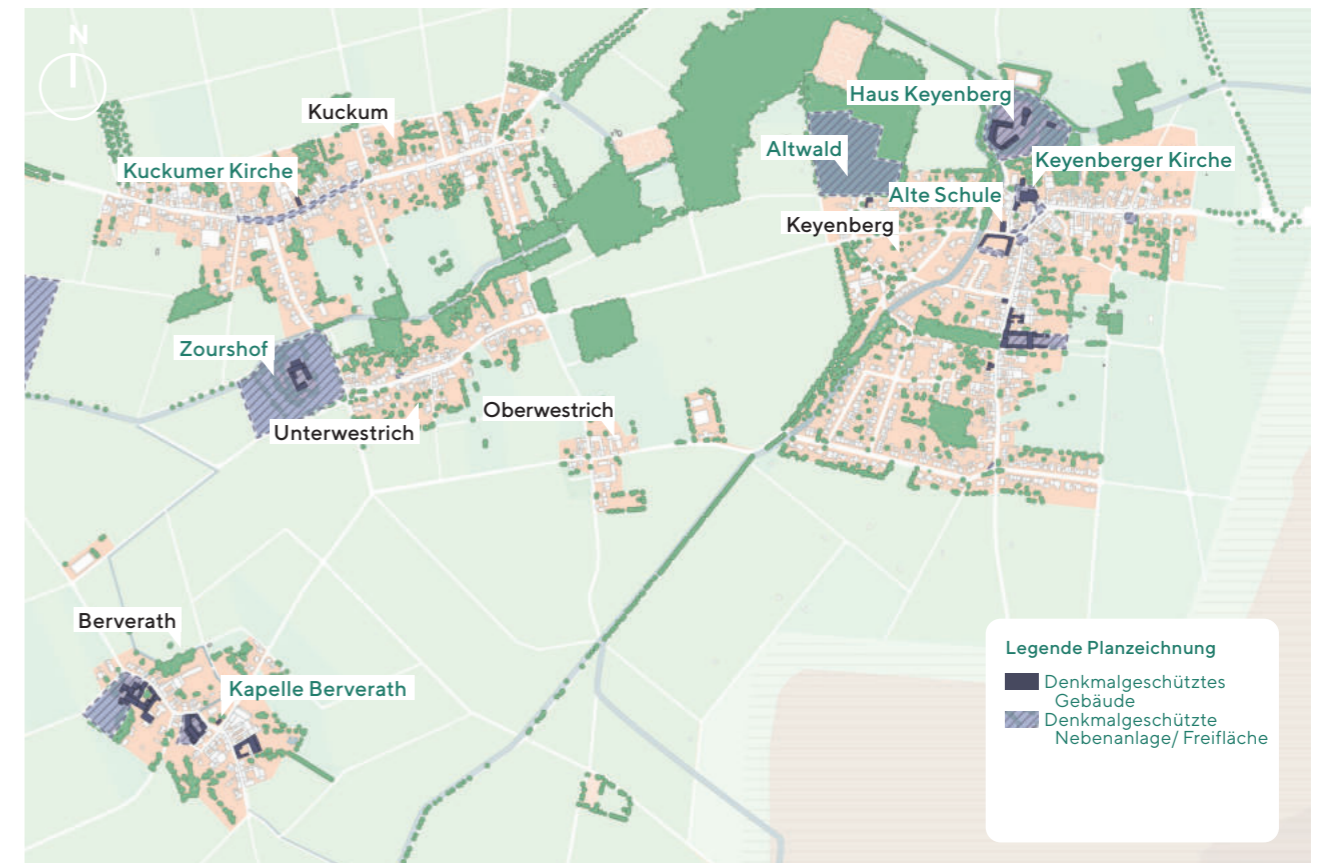 N
Kuckum
Haus Keyenberg
Altwald
Keyenberger Kirche
Kuckumer Kirche
Alte Schule
Keyenberg
Zourshof
Oberwestrich
Unterwestrich
Berverath
Kapelle Berverath
Legende Planzeichnung
Denkmalgeschütztes
Gebäude
Denkmalgeschützte
Nebenanlage/ Freifläche